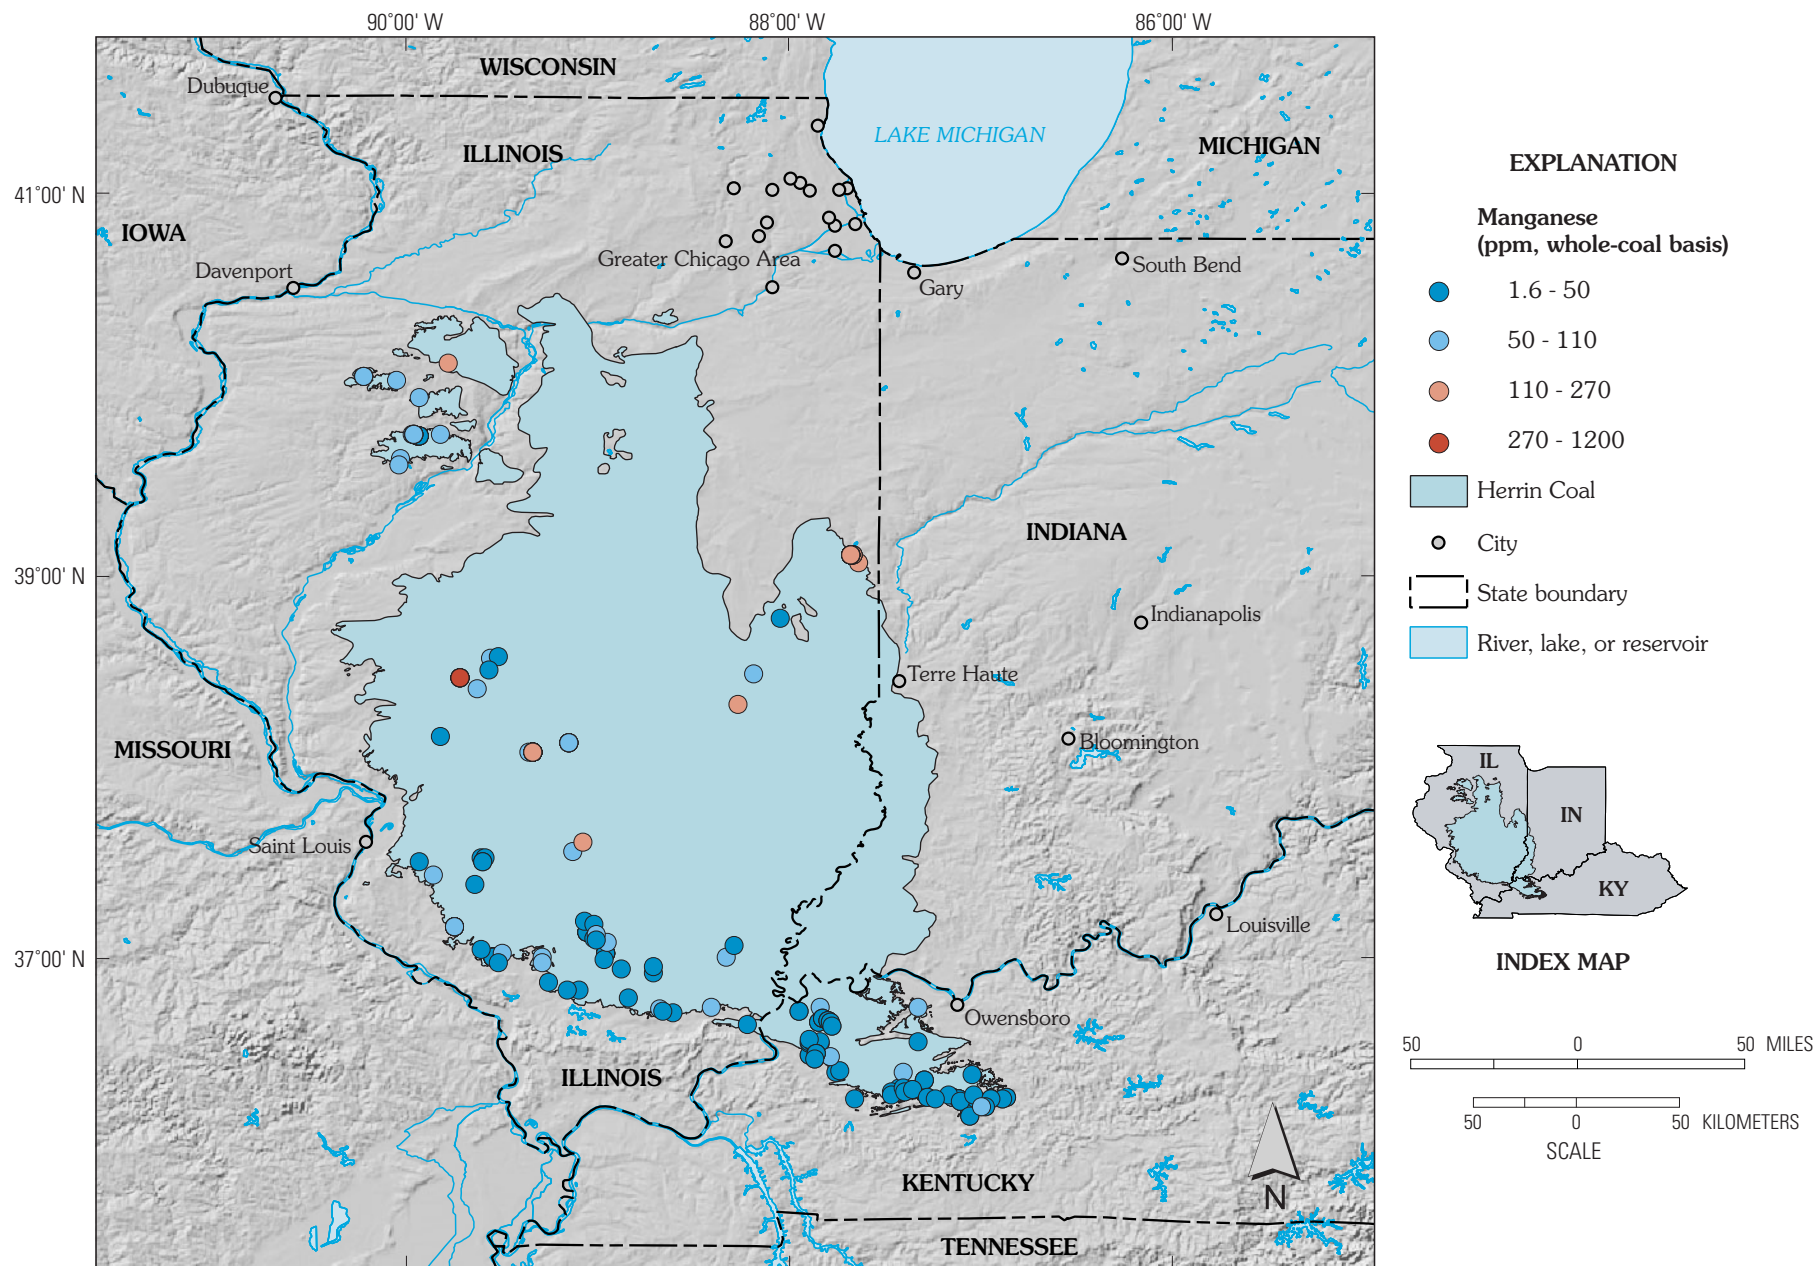 90°00' W
88°00' W
86°00' W
WISCONSIN
Dubuque
LAKE MICHIGAN
ILLINOIS
MICHIGAN
41°00' N
IOWA
Greater Chicago Area
Davenport
South Bend
Gary
INDIANA
39°00' N
Indianapolis
Terre Haute
MISSOURI
Bloomington
Saint Louis
Louisville
37°00' N
Owensboro
ILLINOIS
KENTUCKY
N
TENNESSEE
EXPLANATION
Manganese
(ppm, whole-coal basis)
1.6 - 50
50 - 110
110 - 270
270 - 1200
Herrin Coal
City
State boundary
River, lake, or reservoir
IL
IN
KY
INDEX MAP
50 0 50 MILES
50 0 50 KILOMETERS
SCALE